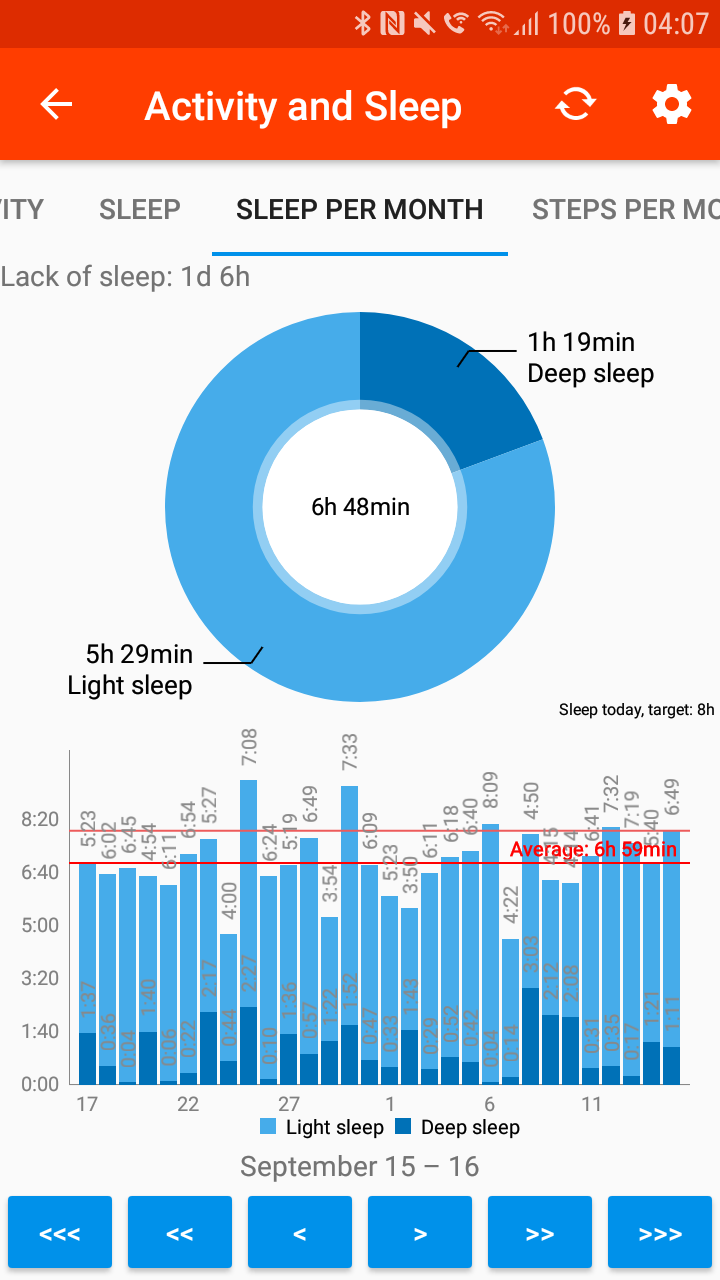 100% 04:07
Activity and Sleep
ITY SLEEP SLEEP PER MONTH STEPS PER MO
Lack of sleep: 1d 6h
1h 19min
Deep sleep
6h 48min
5h 29min
Light sleep
Sleep today, target: 8h
5:23 6:02 6:45 4:54 6:11 6:54 5:27 4:00 7:08 6:24 5:19 6:49 3:54 7:33 6:09 5:23 3:50 6:11 6:18 6:40 8:09 4:22 4:50 6:41 7:32 7:19 5:40 6:49
Average: 6h 59min
1:37 0:36 0:04 1:40 0:06 0:22 2:17 0:44 2:27 0:10 1:36 0:57 1:22 1:52 0:47 0:33 1:43 0:29 0:52 0:42 0:04 0:14 3:03 2:12 2:08 0:31 0:35 0:17 1:21 1:11
8:20
6:40
5:00
3:20
1:40
0:00
17 22 27 1 6 11
Light sleep Deep sleep
September 15 – 16
<<< << < > >> >>>